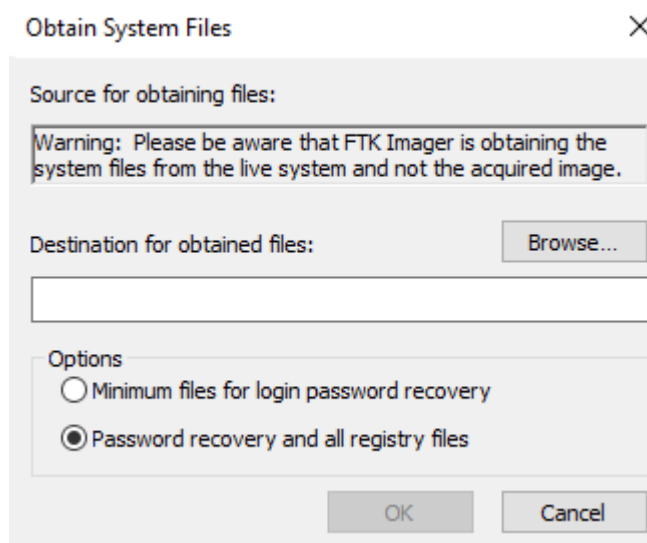 Obtain System Files
Source for obtaining files:
Warning:  Please be aware that FTK Imager is obtaining the
system files from the live system and not the acquired image.
Destination for obtained files:
Browse...
Options
Minimum files for login password recovery
Password recovery and all registry files
OK
Cancel